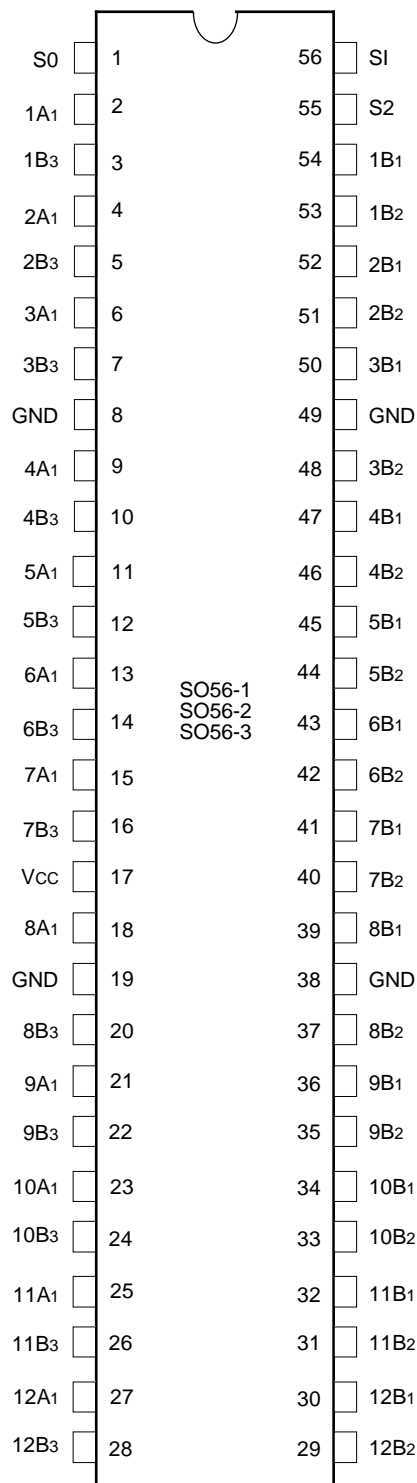 S0 1 56 SI
1A1 2 55 S2
1B3 3 54 1B1
2A1 4 53 1B2
2B3 5 52 2B1
3A1 6 51 2B2
3B3 7 50 3B1
GND 8 49 GND
4A1 9 48 3B2
4B3 10 47 4B1
5A1 11 46 4B2
5B3 12 45 5B1
6A1 13 44 5B2
SO56-1
SO56-2
SO56-3
6B3 14 43 6B1
7A1 15 42 6B2
7B3 16 41 7B1
VCC 17 40 7B2
8A1 18 39 8B1
GND 19 38 GND
8B3 20 37 8B2
9A1 21 36 9B1
9B3 22 35 9B2
10A1 23 34 10B1
10B3 24 33 10B2
11A1 25 32 11B1
11B3 26 31 11B2
12A1 27 30 12B1
12B3 28 29 12B2